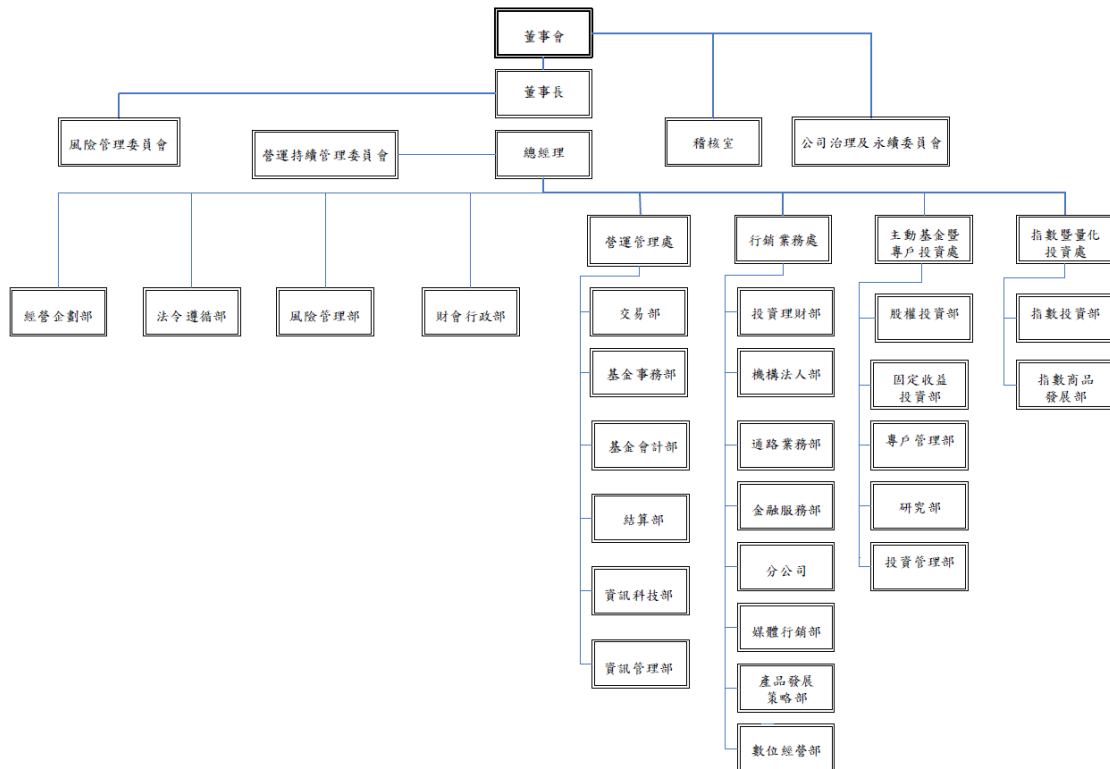 董事會
董事長
風險管理委員會
營運持續管理委員會
總經理
稽核室
公司治理及永續委員會
經營企劃部
法令遵循部
風險管理部
財會行政部
營運管理處
交易部
基金事務部
基金會計部
結算部
資訊科技部
資訊管理部
行銷業務處
投資理財部
機構法人部
通路業務部
金融服務部
分公司
媒體行銷部
產品發展
策略部
數位經營部
主動基金暨
專戶投資處
股權投資部
固定收益
投資部
專戶管理部
研究部
投資管理部
指數暨量化
投資處
指數投資部
指數商品
發展部